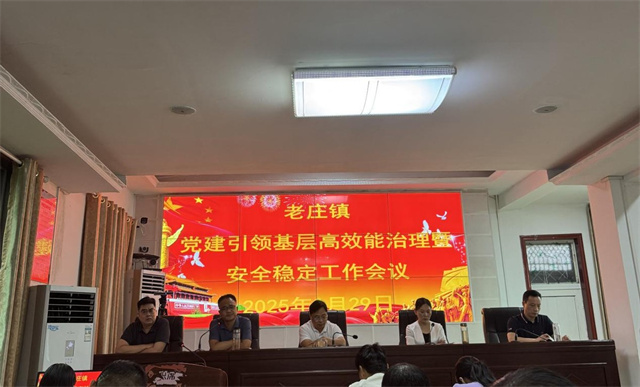 老庄镇
党建引领基层高效能治理暨
安全稳定工作会议
2025年 月29日